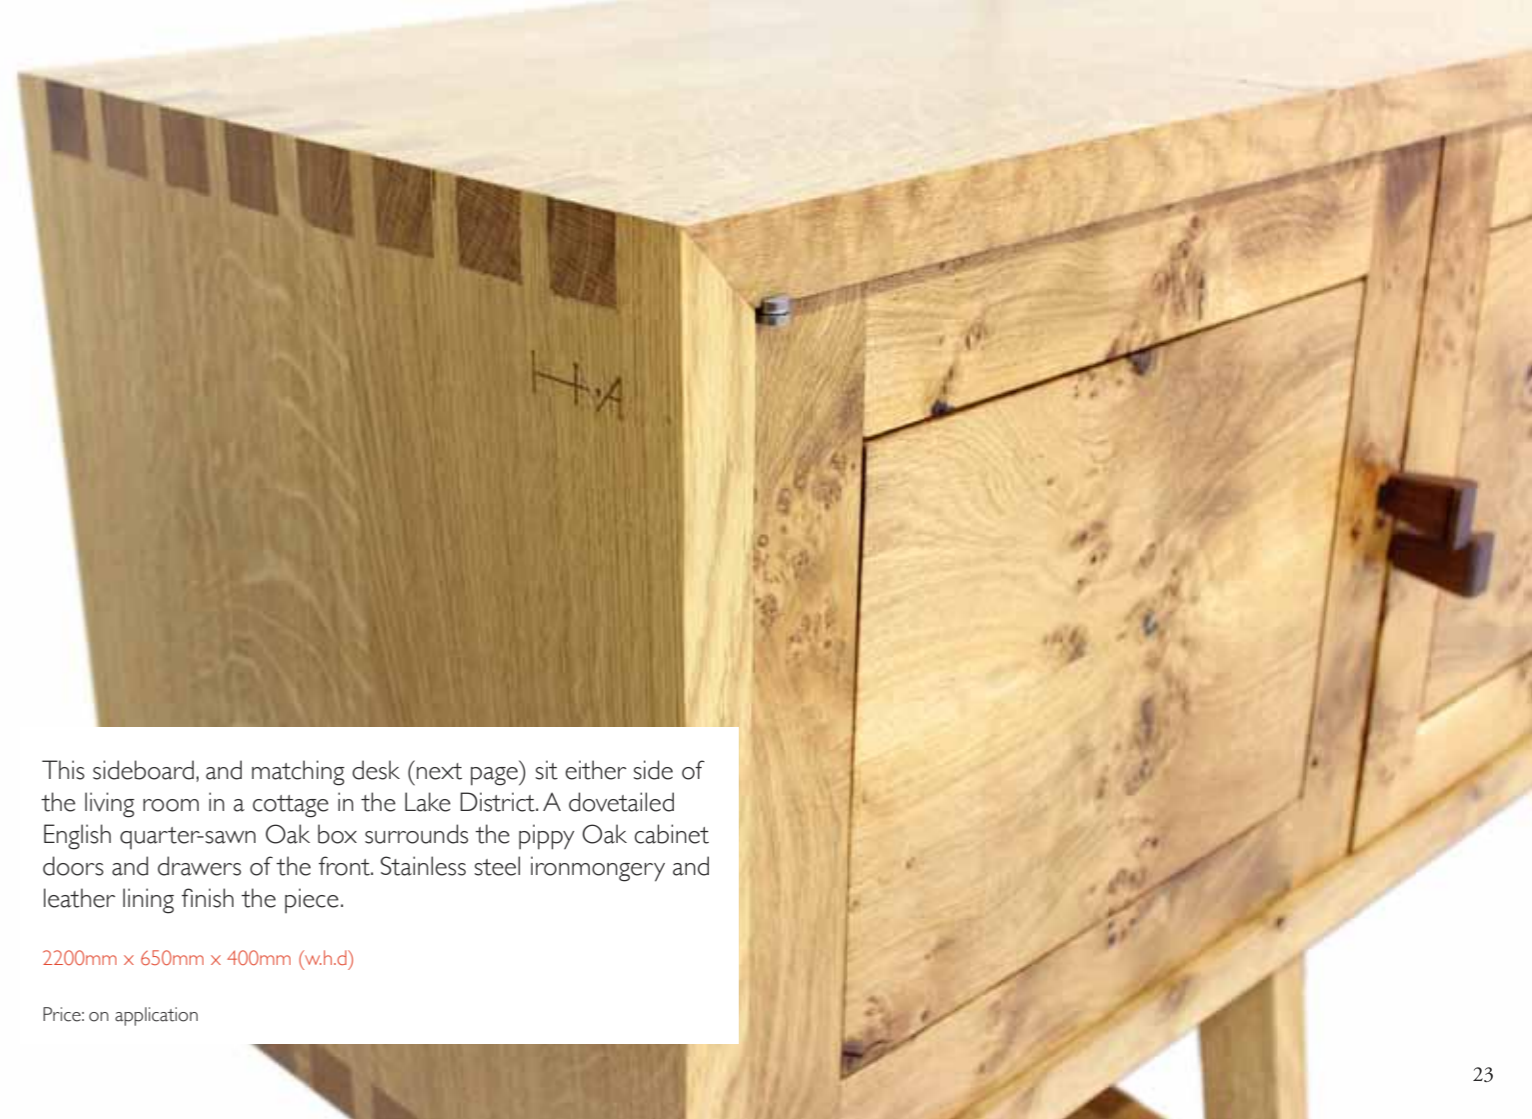 H.A
This sideboard, and matching desk (next page) sit either side of
the living room in a cottage in the Lake District. A dovetailed
English quarter-sawn Oak box surrounds the pippy Oak cabinet
doors and drawers of the front. Stainless steel ironmongery and
leather lining finish the piece.
2200mm x 650mm x 400mm (w.h.d)
Price: on application
23